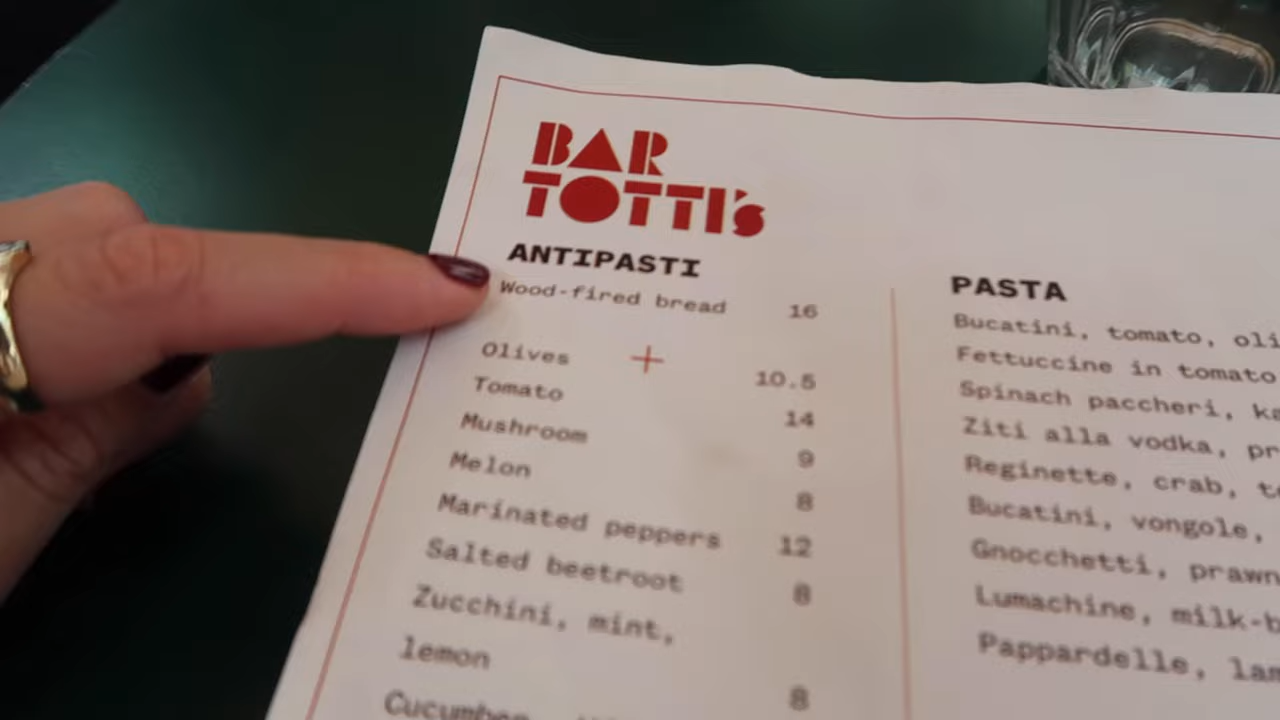 BAR
TOTTI's
ANTIPASTI
Wood-fired bread 16
+
Olives 10.5
Tomato 14
Mushroom 9
Melon 8
Marinated peppers 12
Salted beetroot 8
Zucchini, mint,
lemon 8
PASTA
Bucatini, tomato,
Fettuccine in tomato
Spinach paccheri,
Ziti alla vodka,
Reginette, crab,
Bucatini, vongole,
Gnocchetti,
Lumachine,
Pappardelle,